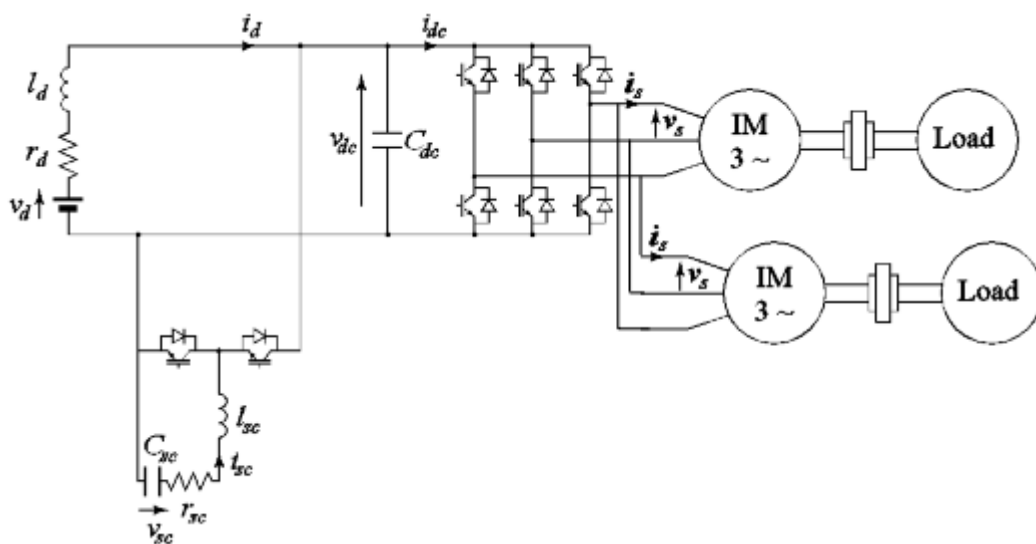 i_d
i_dc
l_d
r_d
v_d
v_dc
C_dc
i_s
v_s
IM
3 ~
Load
i_s
v_s
IM
3 ~
Load
l_sc
C_sc
i_sc
r_sc
v_sc